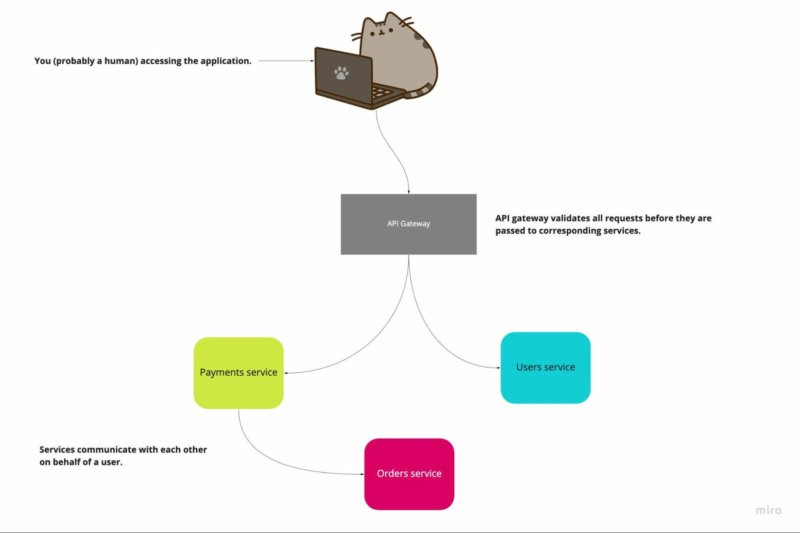 You (probably a human) accessing the application.
API Gateway
API gateway validates all requests before they are
passed to corresponding services.
Payments service
Users service
Services communicate with each other
on behalf of a user.
Orders service
miro